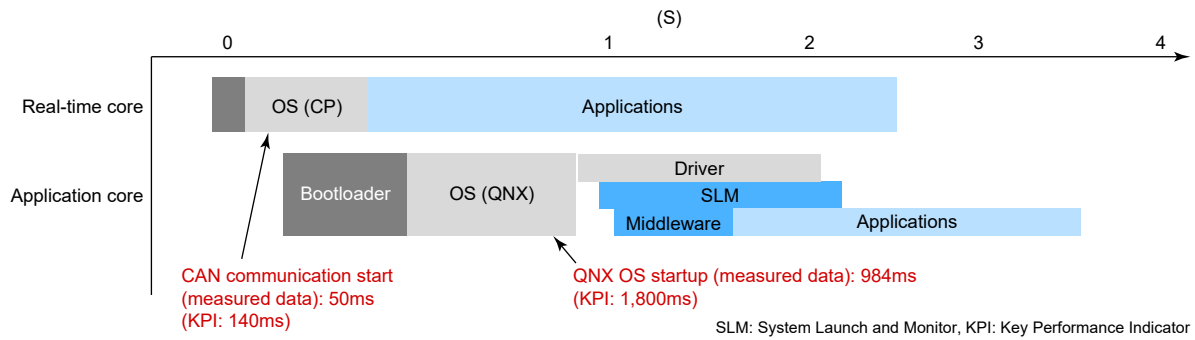 (S)
0 1 2 3 4
Real-time core
OS (CP)
Applications
Application core
Bootloader
OS (QNX)
Driver
SLM
Middleware
Applications
CAN communication start
(measured data): 50ms
(KPI: 140ms)
QNX OS startup (measured data): 984ms
(KPI: 1,800ms)
SLM: System Launch and Monitor, KPI: Key Performance Indicator